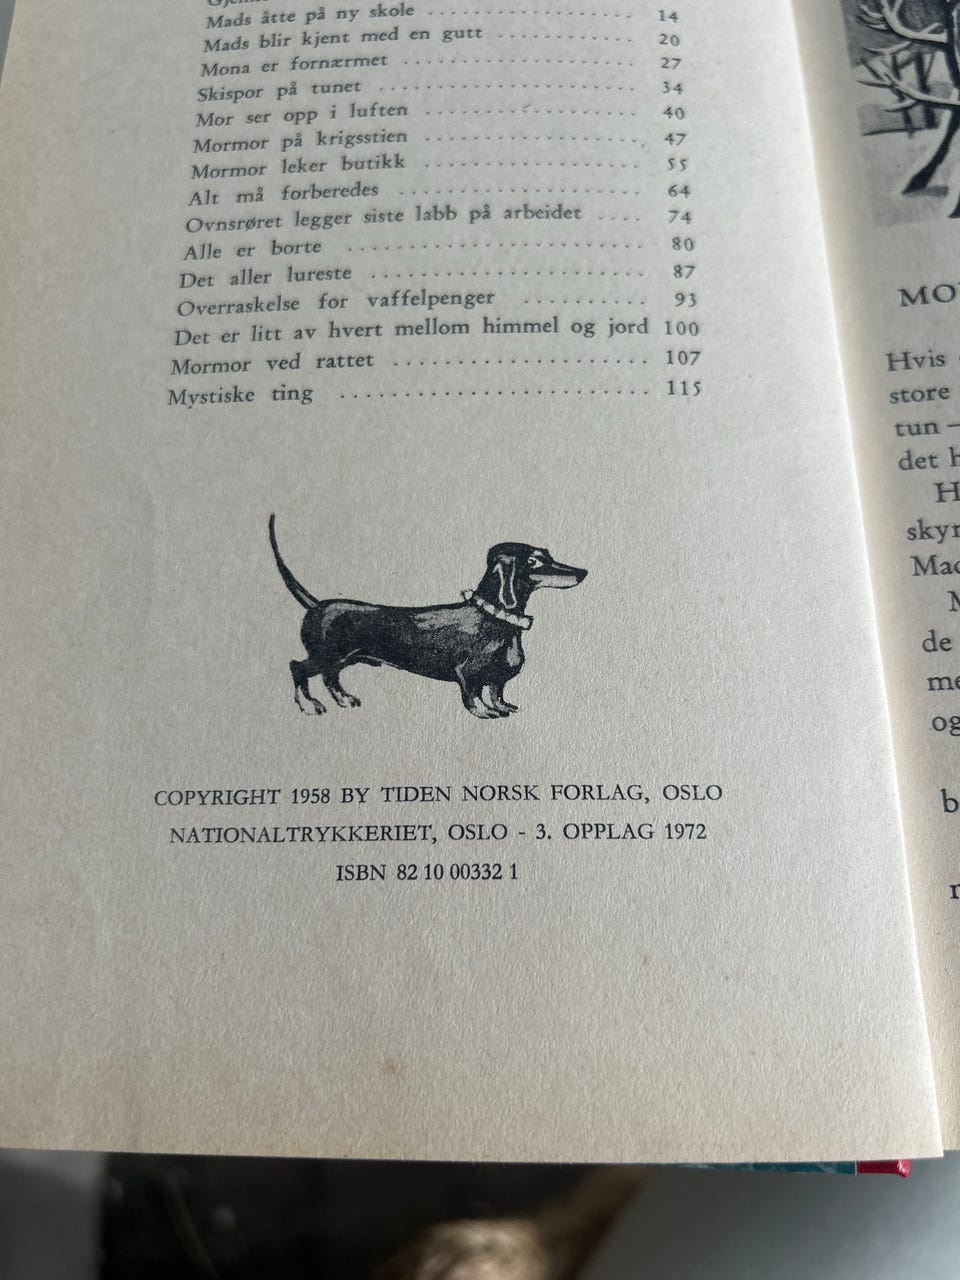 Mads åtte på ny skole .................. 14
Mads blir kjent med en gutt ............ 20
Mona er fornærmet .................... 27
Skispor på tunet ...................... 34
Mor ser opp i luften .................. 40
Mormor på krigsstien .................. 47
Mormor leker butikk .................. 55
Alt må forberedes .................... 64
Ovnsrøret legger siste labb på arbeidet .... 74
Alle er borte ........................ 80
Det aller lureste ...................... 87
Overraskelse for vaffelpenger .......... 93
Det er litt av hvert mellom himmel og jord 100
Mormor ved rattet .................... 107
Mystiske ting ........................ 115
COPYRIGHT 1958 BY TIDEN NORSK FORLAG, OSLO
NATIONALTRYKKERIET, OSLO - 3. OPPLAG 1972
ISBN 82 10 00332 1
Hvis
store
tun –
det
de